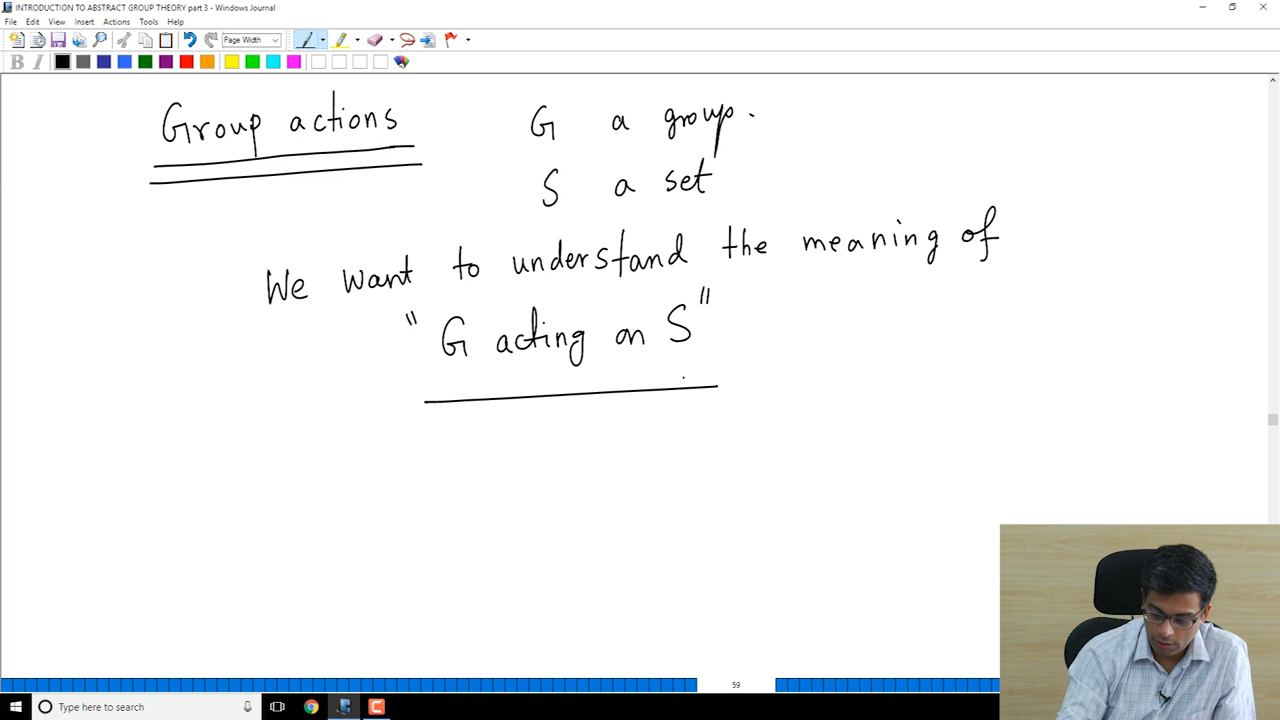 INTRODUCTION TO ABSTRACT GROUP THEORY part 3 - Windows Journal
File Edit View Insert Actions Tools Help
Page Width
B I
Group actions G a group.
S a set
We want to understand the meaning of
"G acting on S"
59
Type here to search